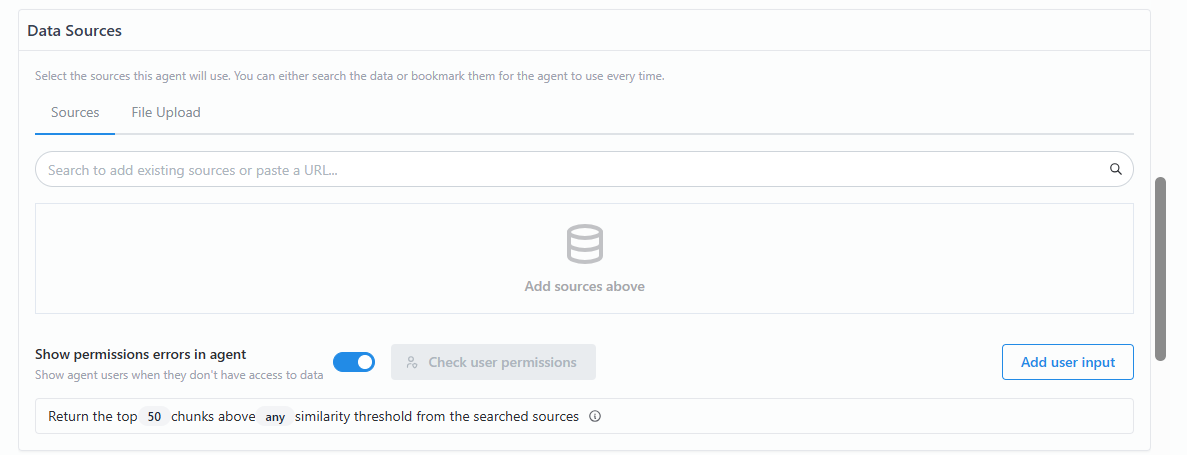 Data Sources
Select the sources this agent will use. You can either search the data or bookmark them for the agent to use every time.
Sources File Upload
Search to add existing sources or paste a URL...
Add sources above
Show permissions errors in agent
Show agent users when they don't have access to data
Check user permissions
Add user input
Return the top 50 chunks above any similarity threshold from the searched sources